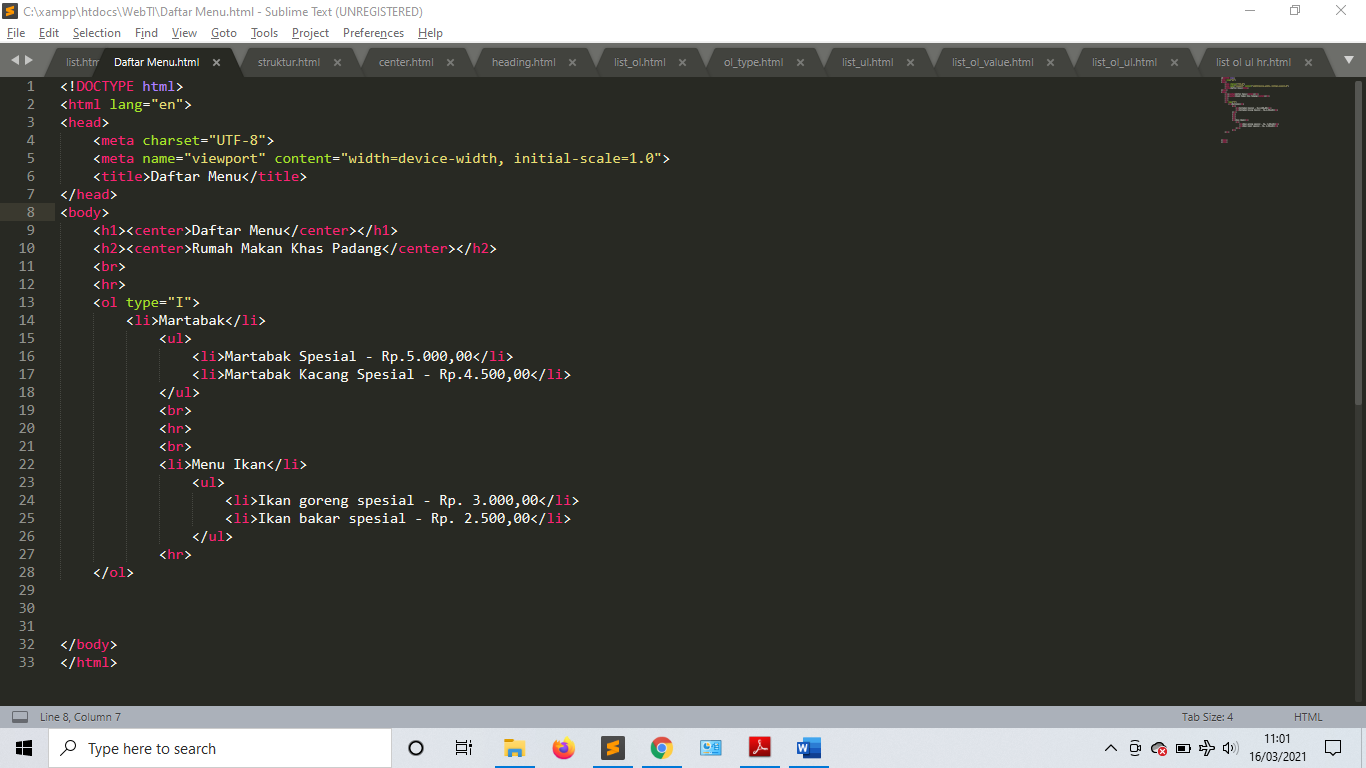 C:\xampp\htdocs\WebTI\Daftar Menu.html - Sublime Text (UNREGISTERED)
File Edit Selection Find View Goto Tools Project Preferences Help
list.htm Daftar Menu.html × struktur.html × center.html × heading.html × list_ol.html × ol_type.html × list_ul.html × list_ol_value.html × list_ol_ul.html × list ol ul hr.html ×
1 <!DOCTYPE html>
2 <html lang="en">
3 <head>
4 <meta charset="UTF-8">
5 <meta name="viewport" content="width=device-width, initial-scale=1.0">
6 <title>Daftar Menu</title>
7 </head>
8 <body>
9 <h1><center>Daftar Menu</center></h1>
10 <h2><center>Rumah Makan Khas Padang</center></h2>
11 <br>
12 <hr>
13 <ol type="I">
14 <li>Martabak</li>
15 <ul>
16 <li>Martabak Spesial - Rp.5.000,00</li>
17 <li>Martabak Kacang Spesial - Rp.4.500,00</li>
18 </ul>
19 <br>
20 <hr>
21 <br>
22 <li>Menu Ikan</li>
23 <ul>
24 <li>Ikan goreng spesial - Rp. 3.000,00</li>
25 <li>Ikan bakar spesial - Rp. 2.500,00</li>
26 </ul>
27 <hr>
28 </ol>
29
30
31
32 </body>
33 </html>
Line 8, Column 7 Tab Size: 4 HTML
Type here to search
11:01
16/03/2021